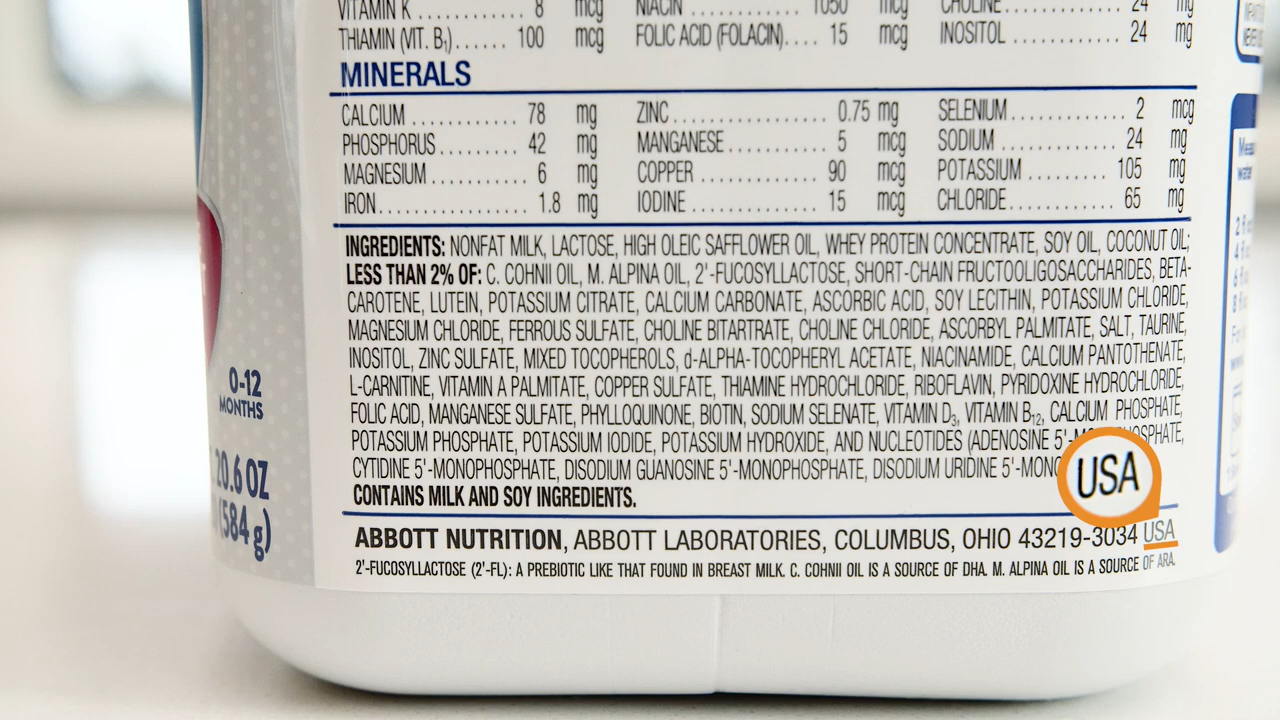 VITAMIN K ............ 8 mcg NIACIN ............... 1050 mcg CHOLINE .............. 24 mg
THIAMIN (VIT. B₁)...... 100 mcg FOLIC ACID (FOLACIN).... 15 mcg INOSITOL .............. 24 mg
MINERALS
CALCIUM ............ 78 mg ZINC .................. 0.75 mg SELENIUM .............. 2 mcg
PHOSPHORUS ......... 42 mg MANGANESE ............ 5 mcg SODIUM ................ 24 mg
MAGNESIUM ........... 6 mg COPPER ............... 90 mcg POTASSIUM ............ 105 mg
IRON.................. 1.8 mg IODINE ................ 15 mcg CHLORIDE .............. 65 mg
INGREDIENTS: NONFAT MILK, LACTOSE, HIGH OLEIC SAFFLOWER OIL, WHEY PROTEIN CONCENTRATE, SOY OIL, COCONUT OIL;
LESS THAN 2% OF: C. COHNII OIL, M. ALPINA OIL, 2'-FUCOSYLLACTOSE, SHORT-CHAIN FRUCTOOLIGOSACCHARIDES, BETA-
CAROTENE, LUTEIN, POTASSIUM CITRATE, CALCIUM CARBONATE, ASCORBIC ACID, SOY LECITHIN, POTASSIUM CHLORIDE,
MAGNESIUM CHLORIDE, FERROUS SULFATE, CHOLINE BITARTRATE, CHOLINE CHLORIDE, ASCORBYL PALMITATE, SALT, TAURINE,
INOSITOL, ZINC SULFATE, MIXED TOCOPHEROLS, d-ALPHA-TOCOPHERYL ACETATE, NIACINAMIDE, CALCIUM PANTOTHENATE,
L-CARNITINE, VITAMIN A PALMITATE, COPPER SULFATE, THIAMINE HYDROCHLORIDE, RIBOFLAVIN, PYRIDOXINE HYDROCHLORIDE,
FOLIC ACID, MANGANESE SULFATE, PHYLLOQUINONE, BIOTIN, SODIUM SELENATE, VITAMIN D₃, VITAMIN B₁₂, CALCIUM PHOSPHATE,
POTASSIUM PHOSPHATE, POTASSIUM IODIDE, POTASSIUM HYDROXIDE, AND NUCLEOTIDES (ADENOSINE 5'-
CYTIDINE 5'-MONOPHOSPHATE, DISODIUM GUANOSINE 5'-MONOPHOSPHATE, DISODIUM URIDINE 5'-
CONTAINS MILK AND SOY INGREDIENTS.
USA
ABBOTT NUTRITION, ABBOTT LABORATORIES, COLUMBUS, OHIO 43219-3034 USA
2'-FUCOSYLLACTOSE (2'-FL): A PREBIOTIC LIKE THAT FOUND IN BREAST MILK. C. COHNII OIL IS A SOURCE OF DHA. M. ALPINA OIL IS A SOURCE OF ARA.
0-12
MONTHS
20.6 OZ
(584 g)